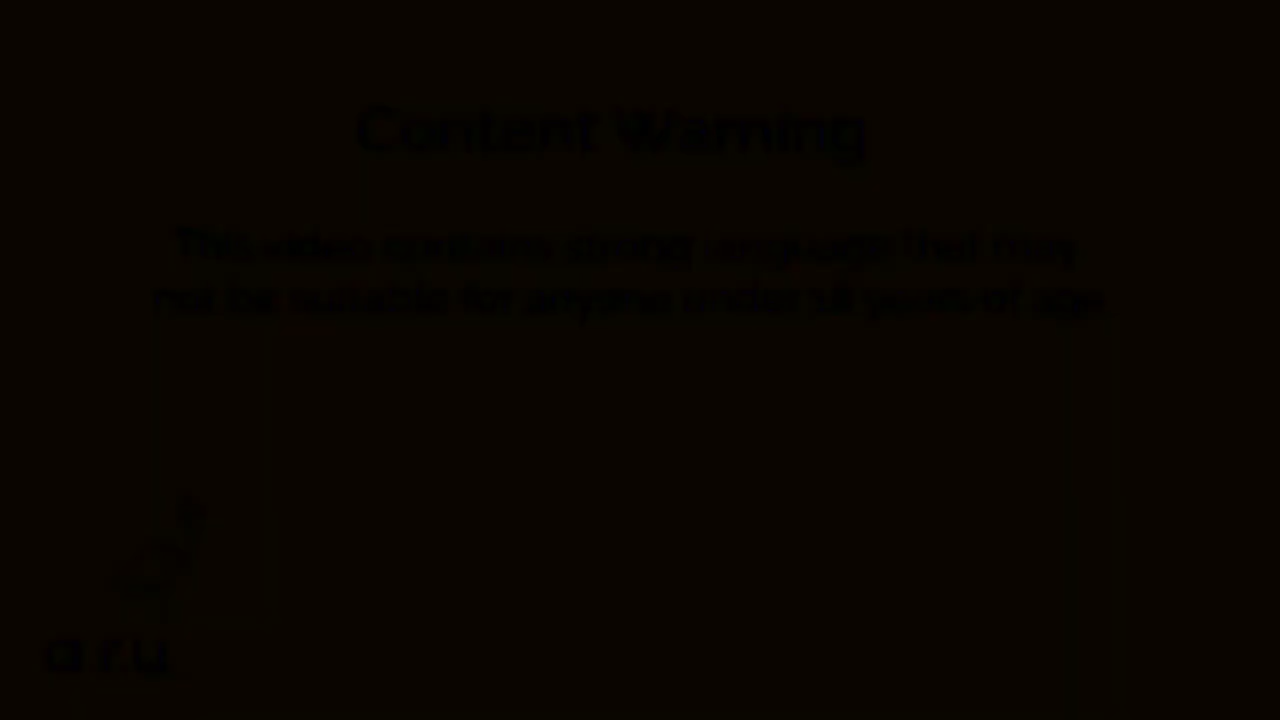 Content Warning
This video contains strong language that may
not be suitable for anyone under 18 years of age.
a.r.u.